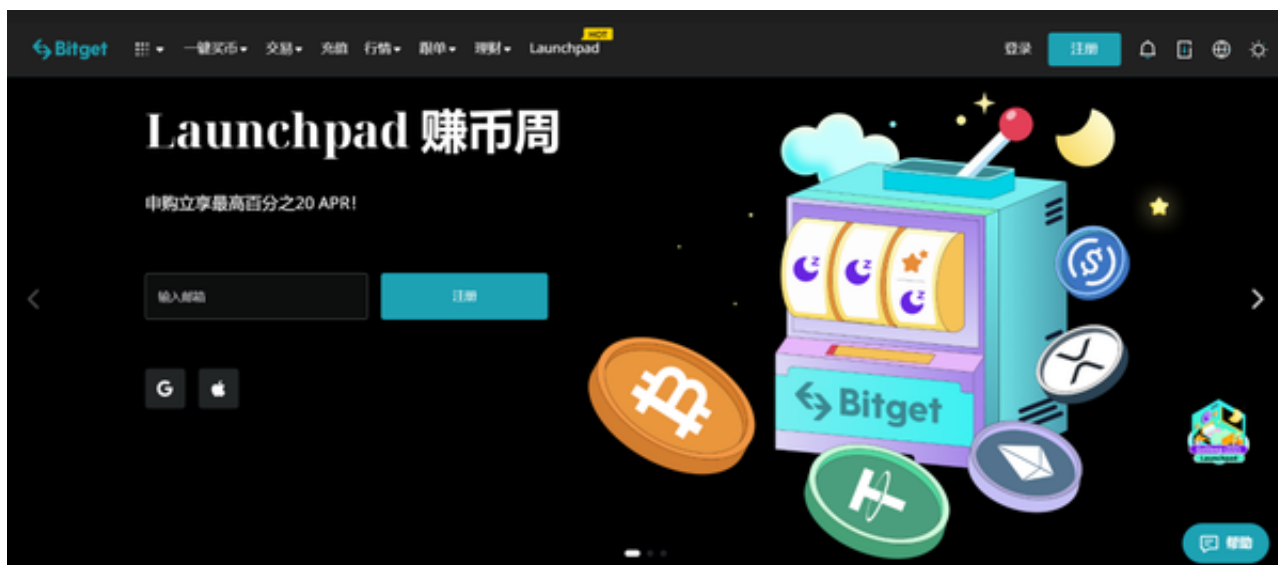 Bitget
一键买币
交易
充值
行情
跟单
理财
Launchpad
HOT
登录
注册
Launchpad 赚币周
申购立享最高百分之20 APR!
输入邮箱
注册
G
Bitget
Launchpad
帮助